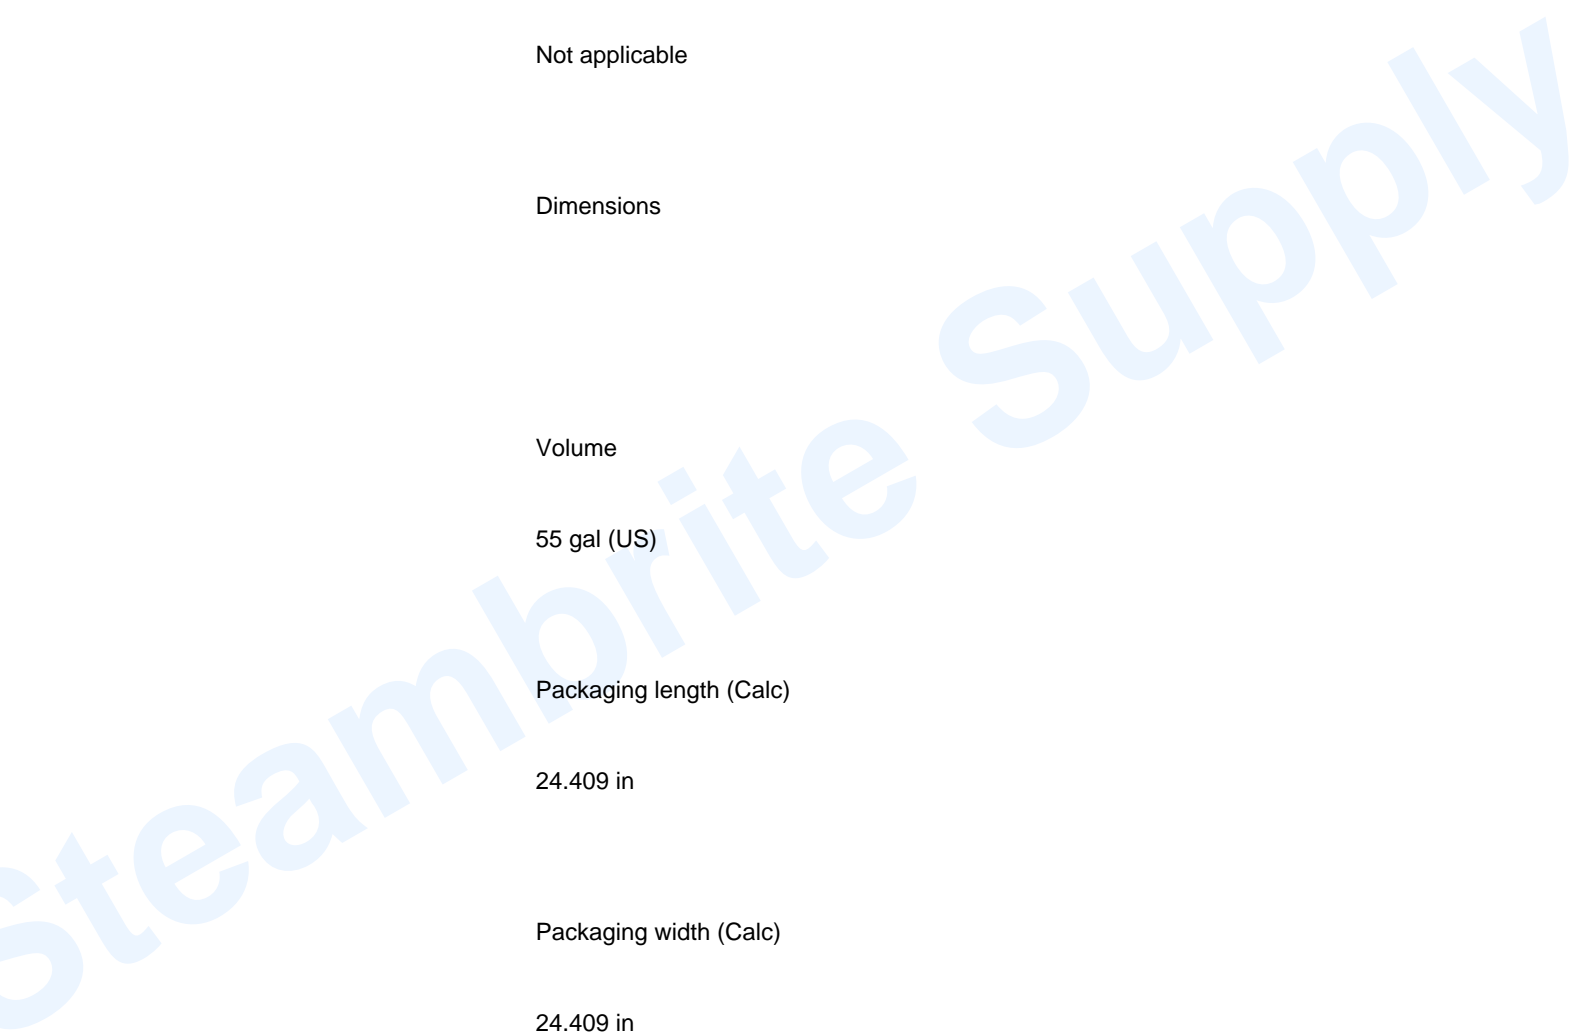 Not applicable
Dimensions
Volume
55 gal (US)
Packaging length (Calc)
24.409 in
Packaging width (Calc)
24.409 in
Steambrite Supply